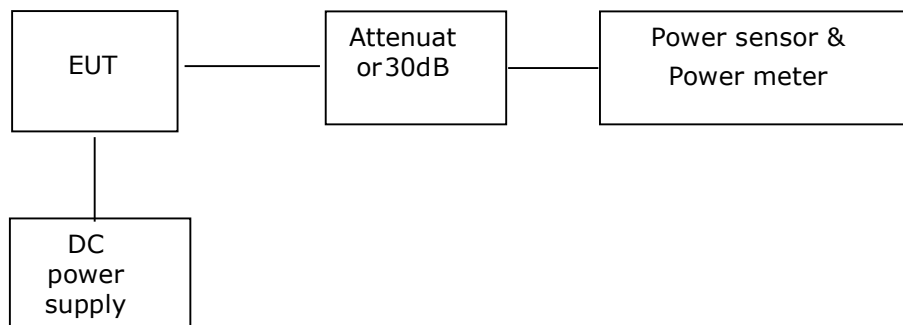 EUT
Attenuat
or30dB
Power sensor &
Power meter
DC
power
supply